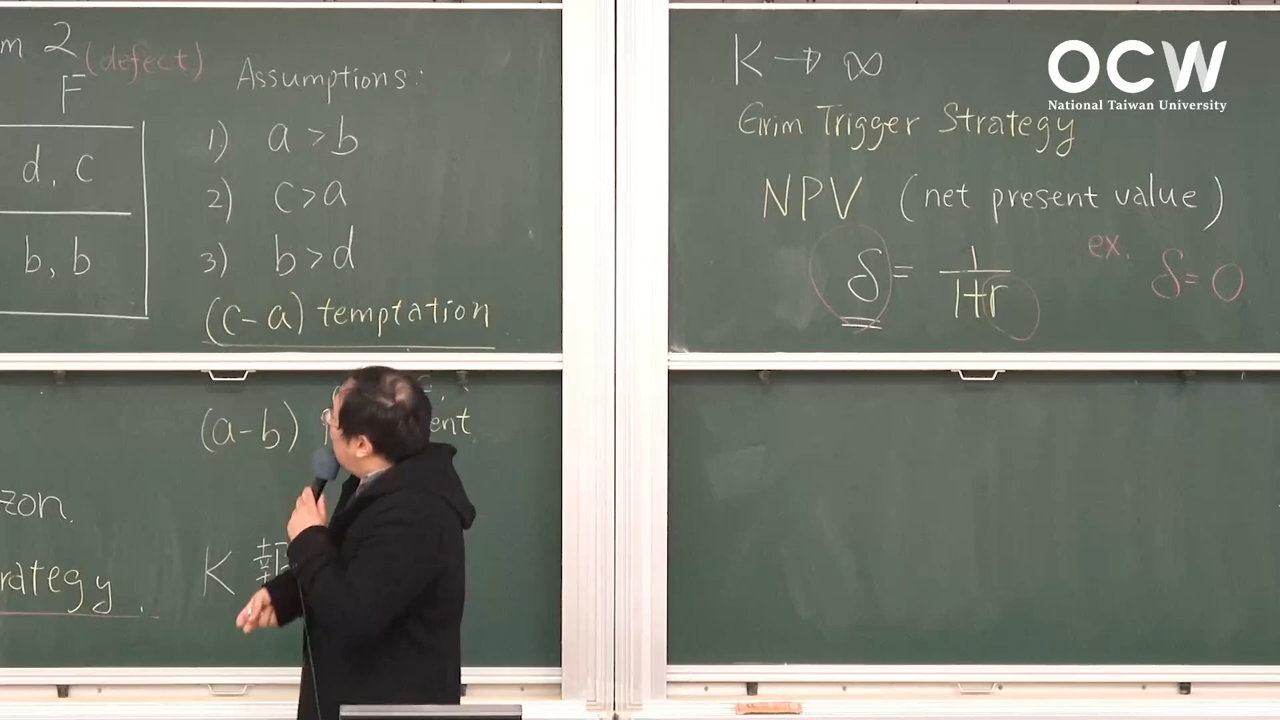 m 2
(defect)
F
d, c
b, b
Assumptions:
1) a > b
2) c > a
3) b > d
(c-a) temptation
(a-b) ent
zon.
rategy.
K 報
K → ∞
Grim Trigger Strategy
NPV (net present value)
δ = 1/1+r
ex. δ = 0
OCW
National Taiwan University